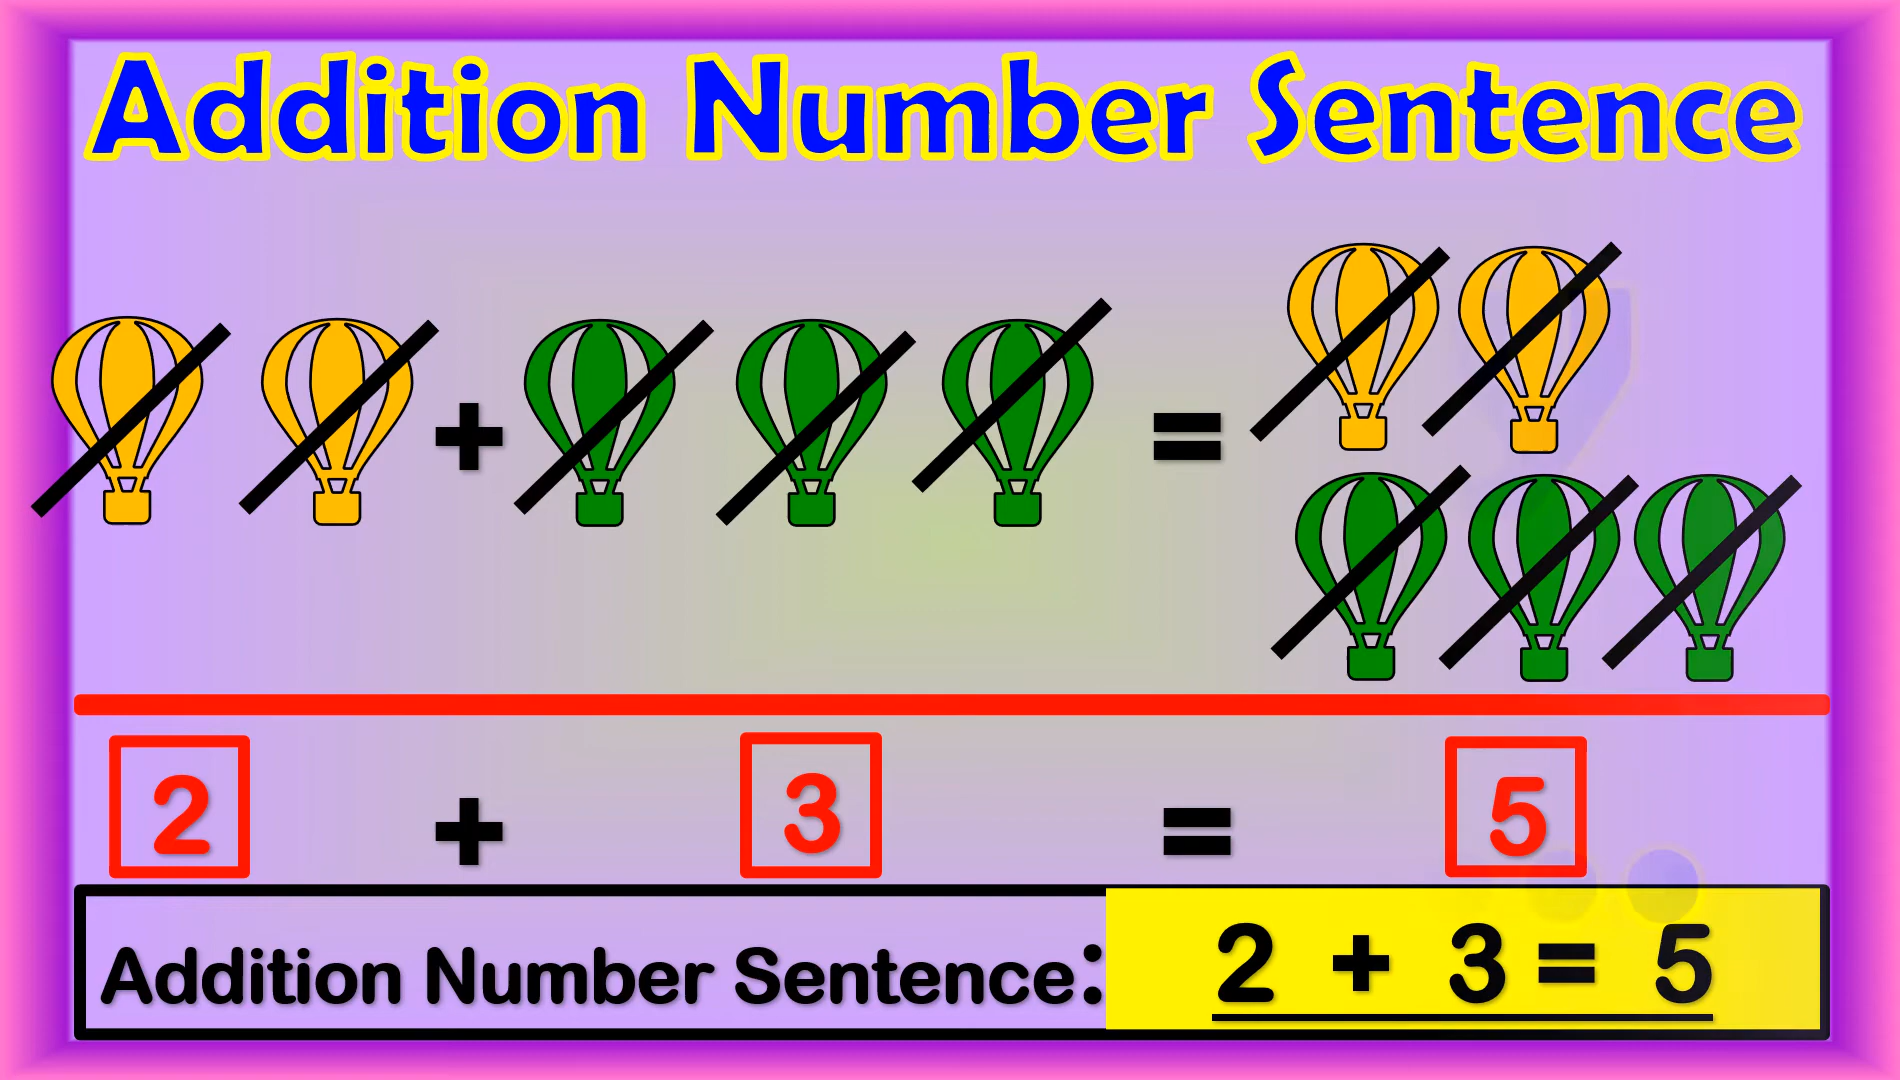 Addition Number Sentence
+ =
2 + 3 = 5
Addition Number Sentence: 2 + 3 = 5